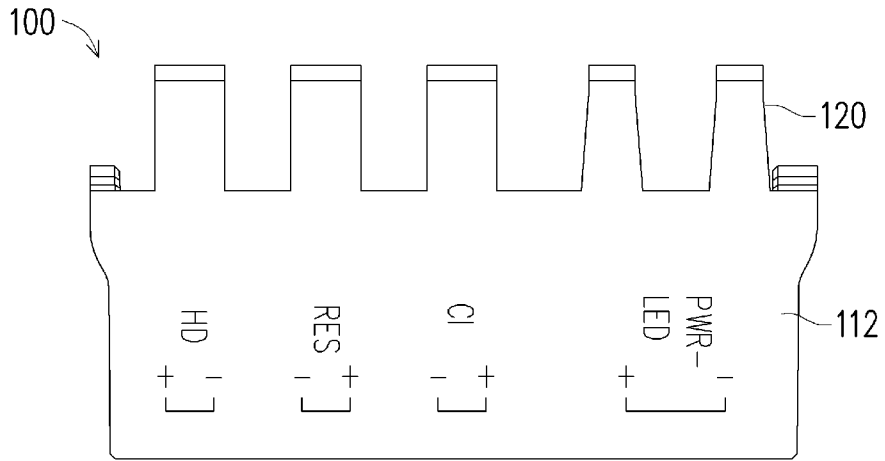 100
120
112
HD
RES
CI
PWR-
LED
+ -
- +
- +
+ -